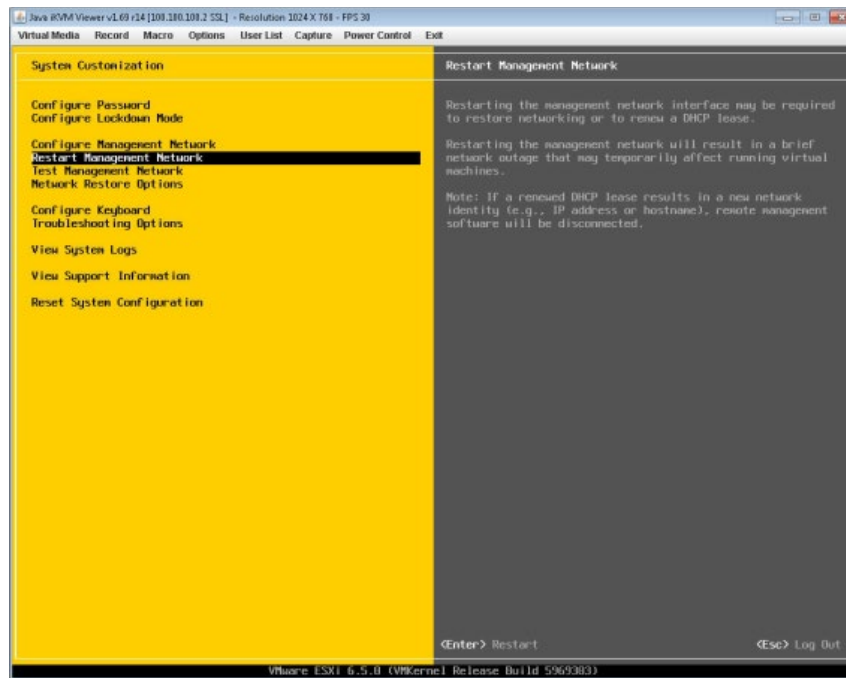 Java iKVM Viewer v1.69 r14 [100.100.100.2 SSL] - Resolution 1024 X 768 - FPS 30
Virtual Media Record Macro Options User List Capture Power Control Exit
System Customization
Configure Password
Configure Lockdown Mode
Configure Management Network
Restart Management Network
Test Management Network
Network Restore Options
Configure Keyboard
Troubleshooting Options
View System Logs
View Support Information
Reset System Configuration
Restart Management Network
Restarting the management network interface may be required
to restore networking or to renew a DHCP lease.
Restarting the management network will result in a brief
network outage that may temporarily affect running virtual
machines.
Note: If a renewed DHCP lease results in a new network
identity (e.g., IP address or hostname), remote management
software will be disconnected.
<Enter> Restart
<Esc> Log Out
VMware ESXi 6.5.0 (VMKernel Release Build 5969303)